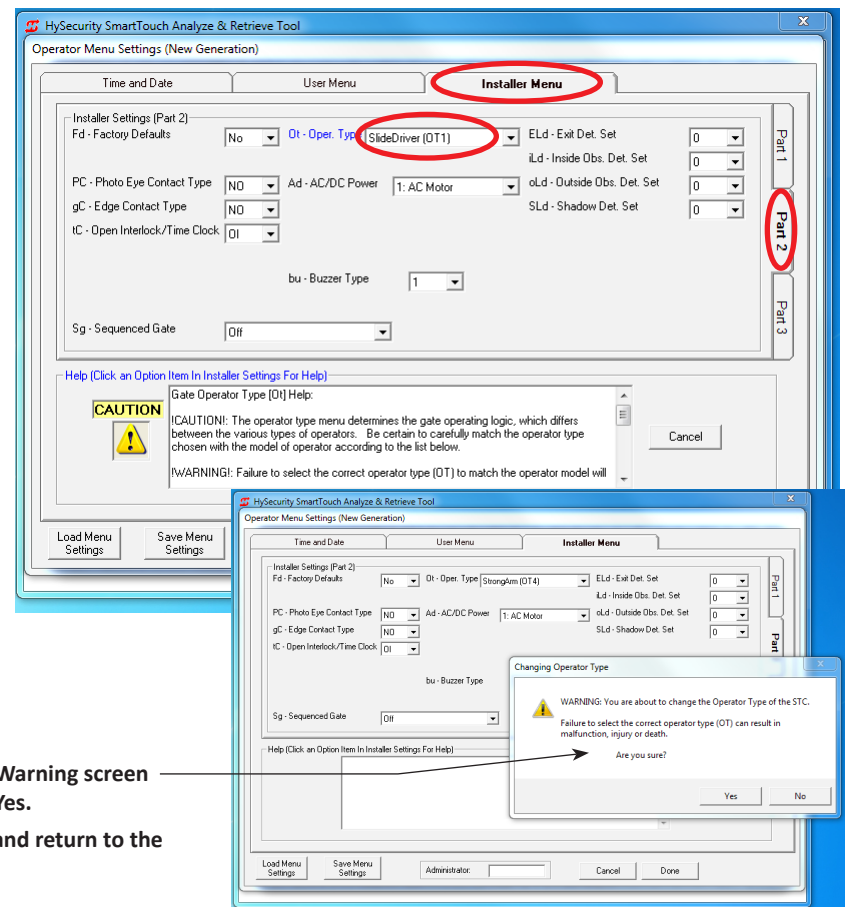 HySecurity SmartTouch Analyze & Retrieve Tool
X
Operator Menu Settings (New Generation)
Time and Date
User Menu
Installer Menu
Installer Settings (Part 2)
Fd - Factory Defaults
No
Ot - Oper. Type
SlideDriver (OT1)
ELd - Exit Det. Set
0
iLd - Inside Obs. Det. Set
0
PC - Photo Eye Contact Type
NO
Ad - AC/DC Power
1: AC Motor
oLd - Outside Obs. Det. Set
0
gC - Edge Contact Type
NO
SLd - Shadow Det. Set
0
tC - Open Interlock/Time Clock
OI
bu - Buzzer Type
1
Sg - Sequenced Gate
Off
Part 1
Part 2
Part 3
Help (Click an Option Item In Installer Settings For Help)
CAUTION
Gate Operator Type [Ot] Help:
!CAUTION!: The operator type menu determines the gate operating logic, which differs
between the various types of operators. Be certain to carefully match the operator type
chosen with the model of operator according to the list below.
!WARNING!: Failure to select the correct operator type (OT) to match the operator model will
Cancel
Load Menu
Settings
Save Menu
Settings
HySecurity SmartTouch Analyze & Retrieve Tool
X
Operator Menu Settings (New Generation)
Time and Date
User Menu
Installer Menu
Installer Settings (Part 2)
Fd - Factory Defaults
No
Ot - Oper. Type
StrongArm (OT4)
ELd - Exit Det. Set
0
iLd - Inside Obs. Det. Set
0
PC - Photo Eye Contact Type
NO
Ad - AC/DC Power
1: AC Motor
oLd - Outside Obs. Det. Set
0
gC - Edge Contact Type
NO
SLd - Shadow Det. Set
0
tC - Open Interlock/Time Clock
OI
bu - Buzzer Type
Sg - Sequenced Gate
Off
Part 1
Part
Help (Click an Option Item In Installer Settings For Help)
Changing Operator Type
x
WARNING: You are about to change the Operator Type of the STC.
Failure to select the correct operator type (OT) can result in
malfunction, injury or death.
Are you sure?
Yes
No
Load Menu
Settings
Save Menu
Settings
Administrator:
Cancel
Done
Warning screen
Yes.
and return to the